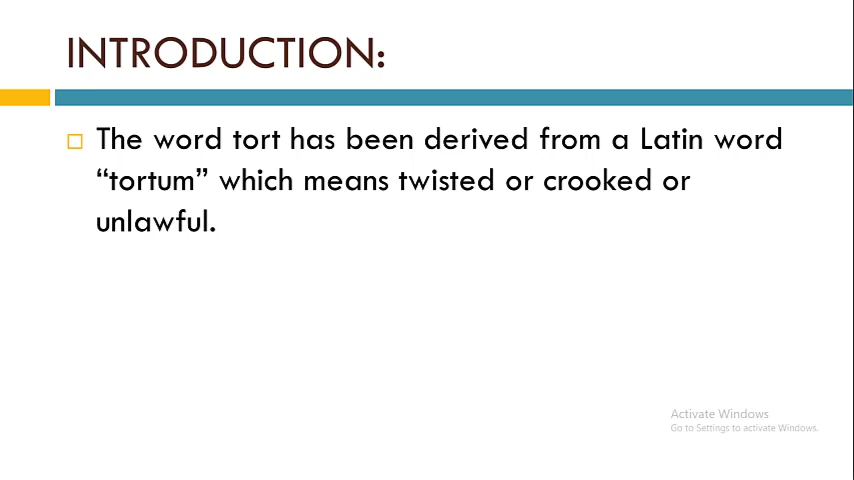 INTRODUCTION:
The word tort has been derived from a Latin word
“tortum” which means twisted or crooked or
unlawful.
Activate Windows
Go to Settings to activate Windows.